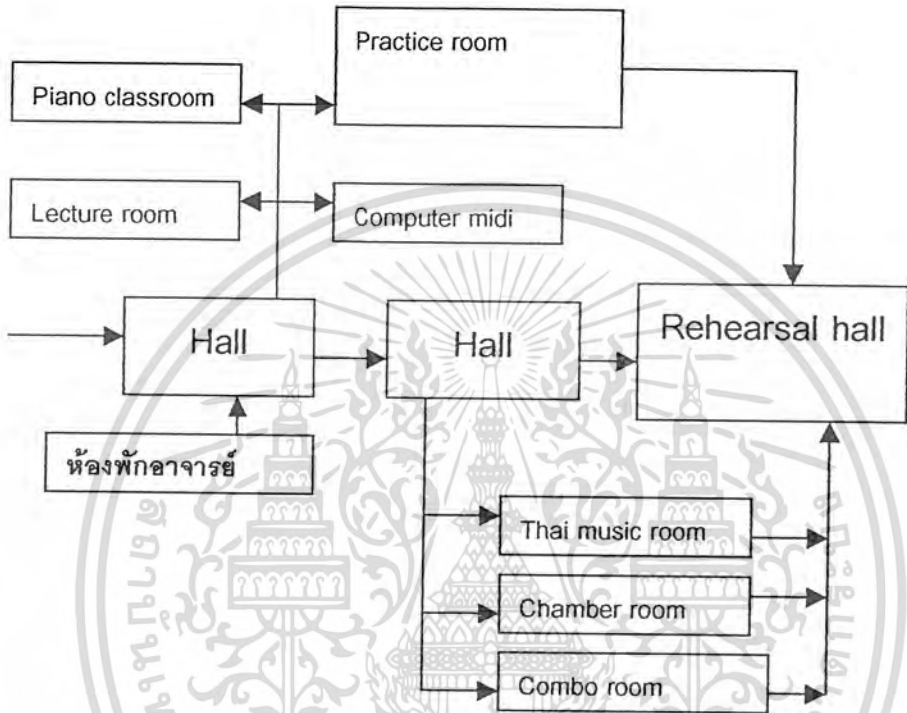 Practice room
Piano classroom
Lecture room
Computer midi
Hall
Hall
Rehearsal hall
ห้องพักอาจารย์
Thai music room
Chamber room
Combo room